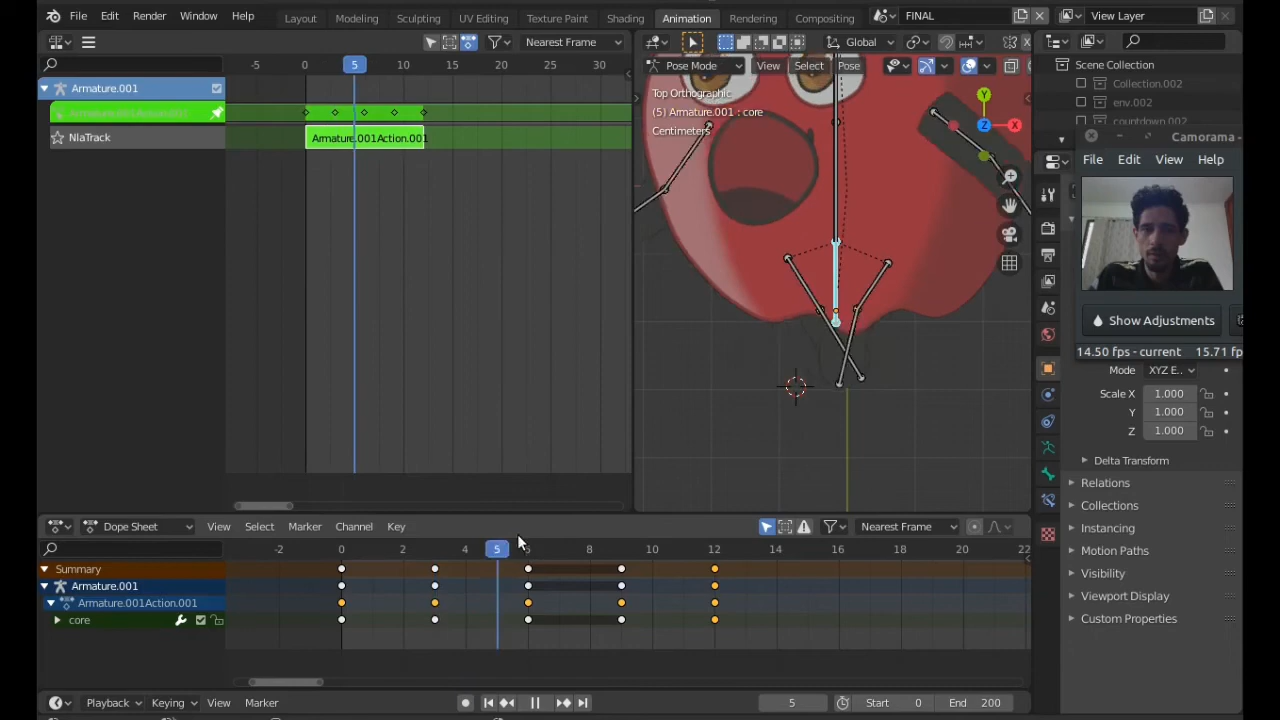 File Edit Render Window Help Layout Modeling Sculpting UV Editing Texture Paint Shading Animation Rendering Compositing FINAL View Layer
Nearest Frame Global
-5 0 5 10 15 20 25 30
Pose Mode View Select Pose
Scene Collection
Collection.002
env.002
countdown.002
Armature.001
Armature.001Action.001
NlaTrack Armature.001Action.001
Top Orthographic
(5) Armature.001 : core
Centimeters
Y
X
Z
Camorama -
File Edit View Help
Show Adjustments
14.50 fps - current 15.71 fp
Mode XYZ E..
Scale X 1.000
Y 1.000
Z 1.000
Delta Transform
Relations
Collections
Instancing
Motion Paths
Visibility
Viewport Display
Custom Properties
Dope Sheet View Select Marker Channel Key Nearest Frame
-2 0 2 4 5 6 8 10 12 14 16 18 20 22
Summary
Armature.001
Armature.001Action.001
core
Playback Keying View Marker 5 Start 0 End 200